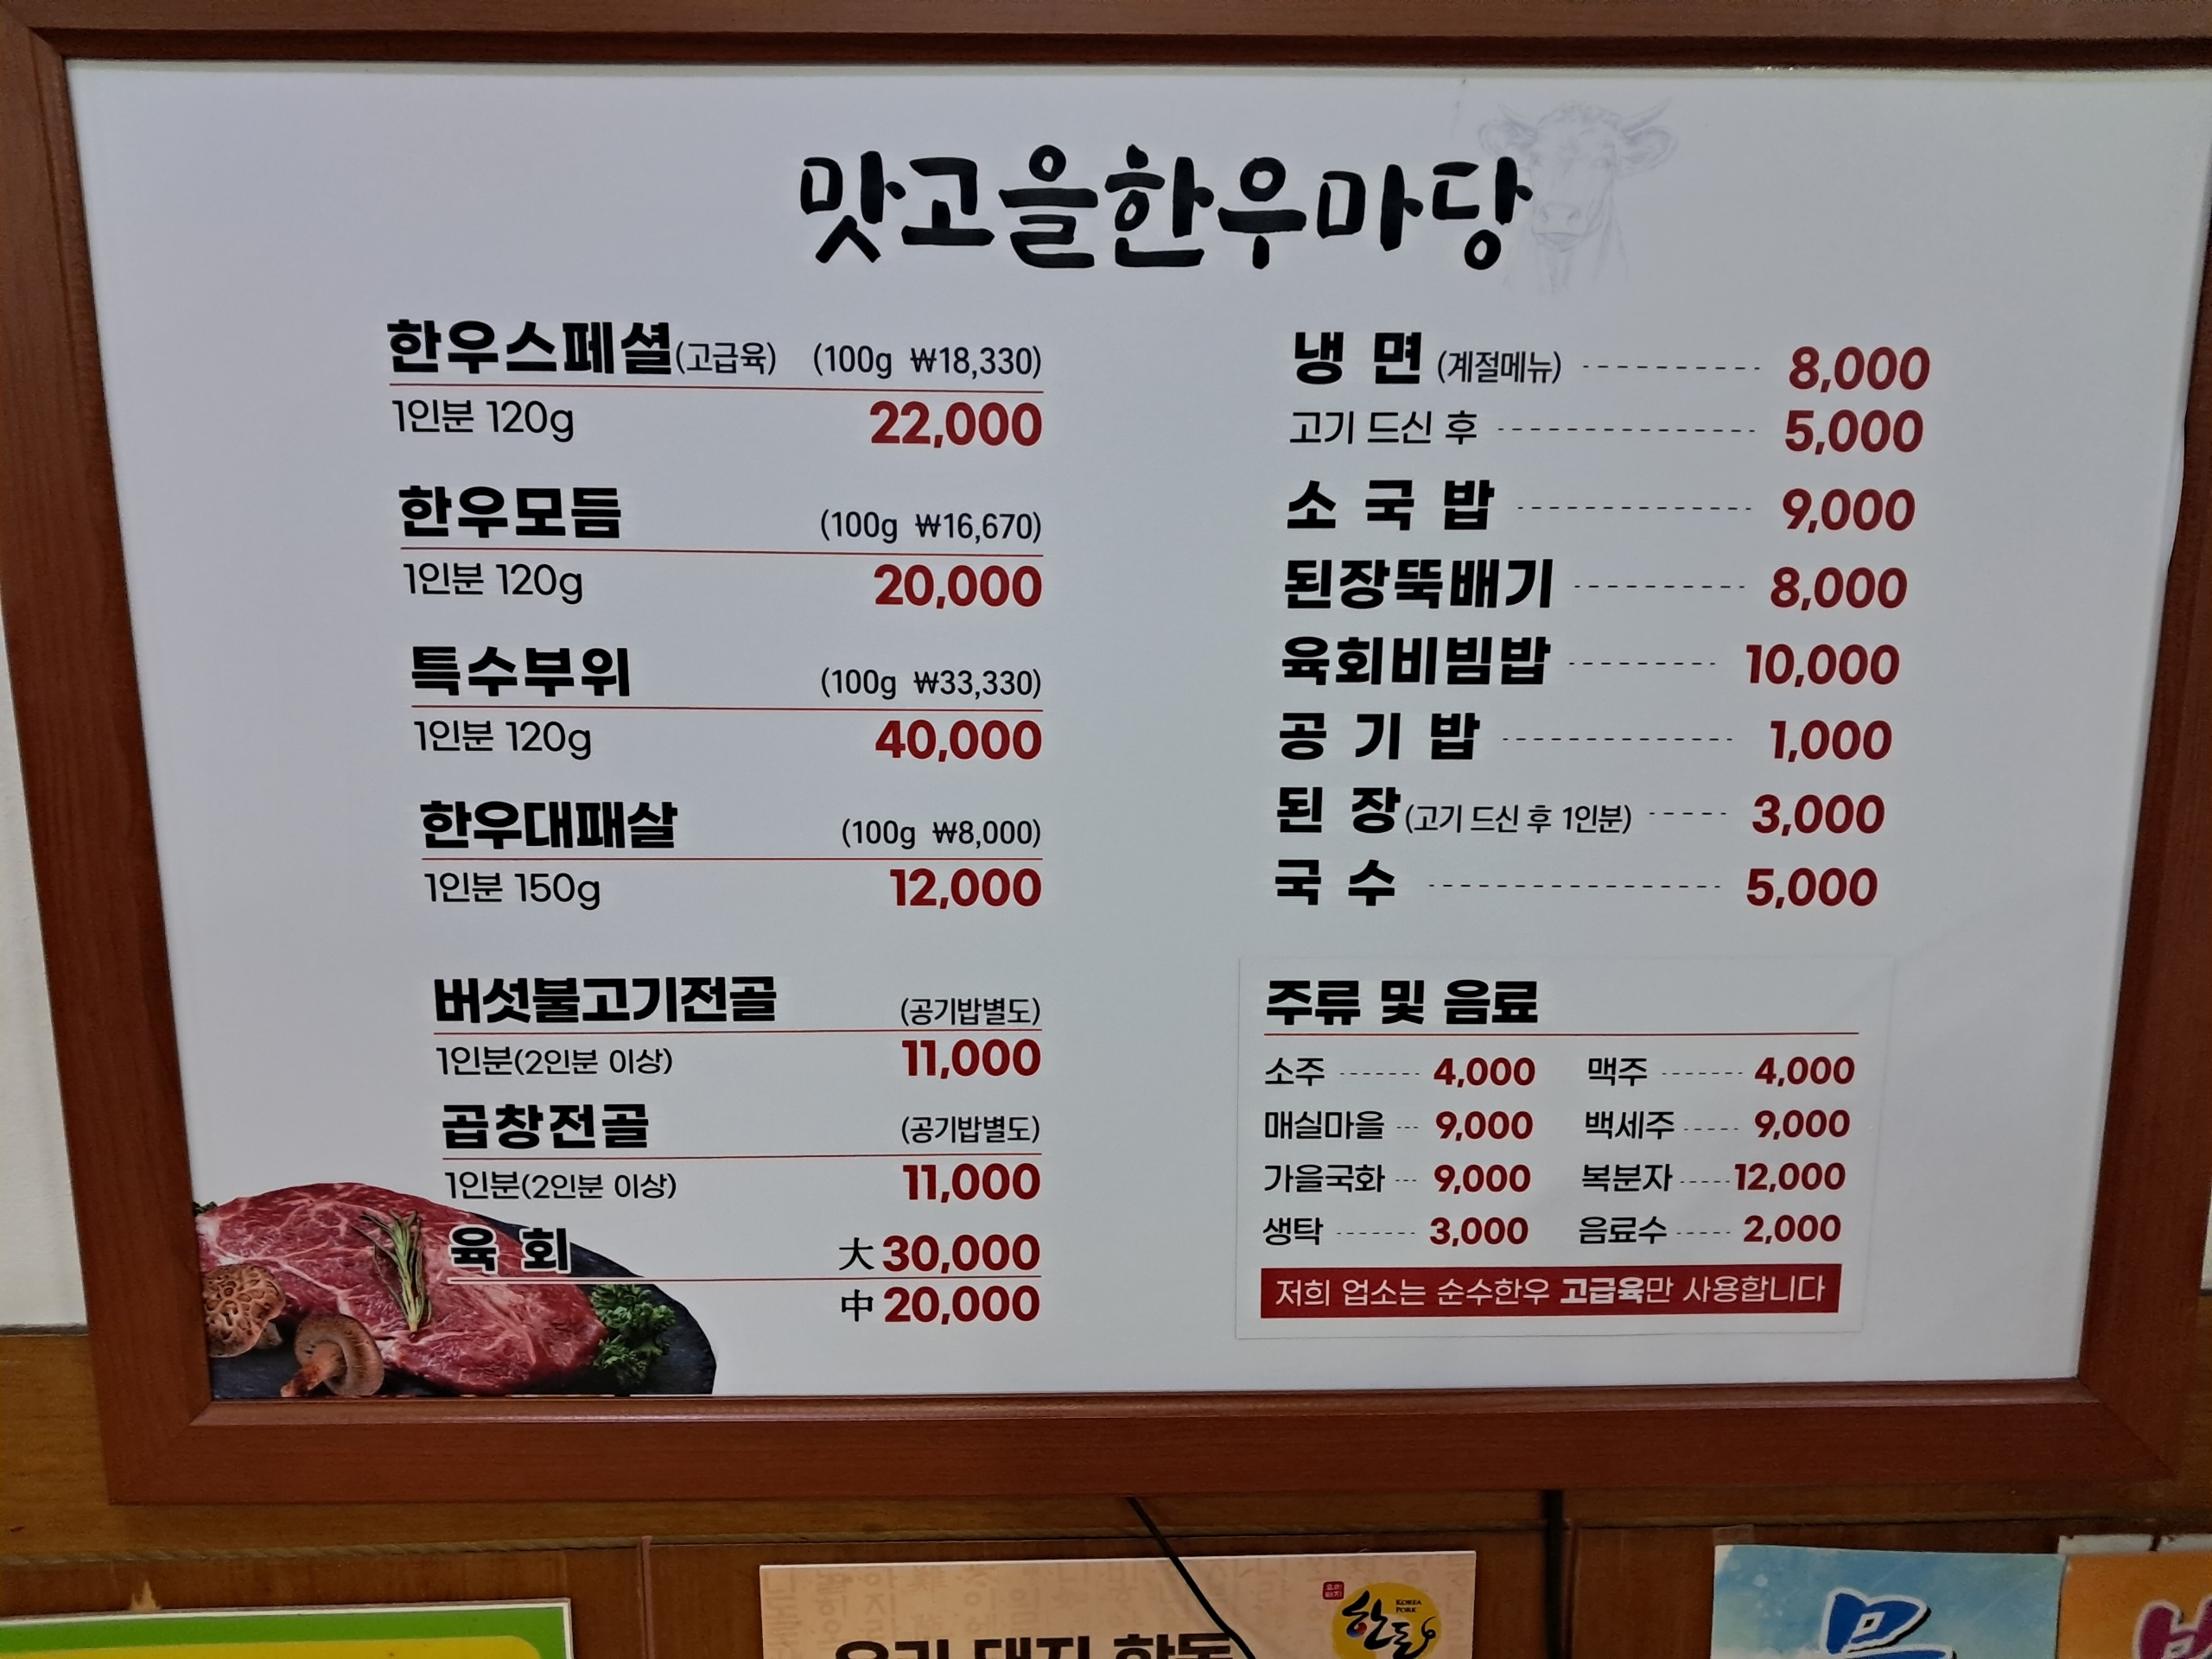 맛고을한우마당
한우스페셜(고급육) (100g ₩18,330)
1인분 120g 22,000
한우모듬 (100g ₩16,670)
1인분 120g 20,000
특수부위 (100g ₩33,330)
1인분 120g 40,000
한우대패살 (100g ₩8,000)
1인분 150g 12,000
버섯불고기전골 (공기밥별도)
1인분(2인분 이상) 11,000
곱창전골 (공기밥별도)
1인분(2인분 이상) 11,000
육 회 大 30,000
中 20,000
냉 면 (계절메뉴) 8,000
고기 드신 후 5,000
소 국 밥 9,000
된장뚝배기 8,000
육회비빔밥 10,000
공 기 밥 1,000
된 장(고기 드신 후 1인분) 3,000
국 수 5,000
주류 및 음료
소주 4,000 맥주 4,000
매실마을 9,000 백세주 9,000
가을국화 9,000 복분자 12,000
생탁 3,000 음료수 2,000
저희 업소는 순수한우 고급육만 사용합니다
우리 돼지 한돈
한돈
KOREA
PORK